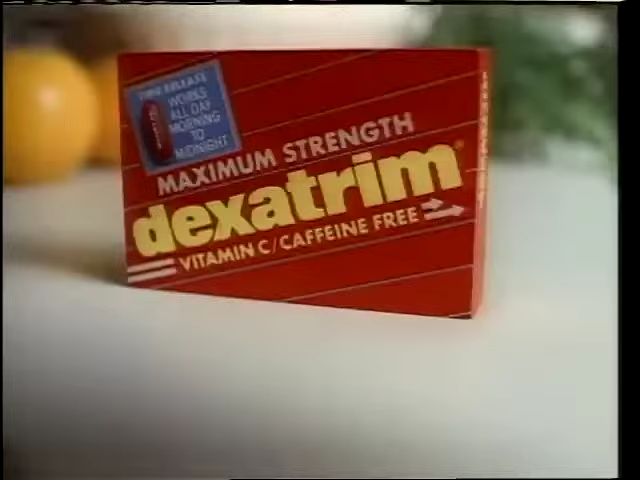 TIME RELEASE
WORKS
ALL DAY
MORNING
TO
MIDNIGHT
MAXIMUM STRENGTH
dexatrim®
VITAMIN C/CAFFEINE FREE